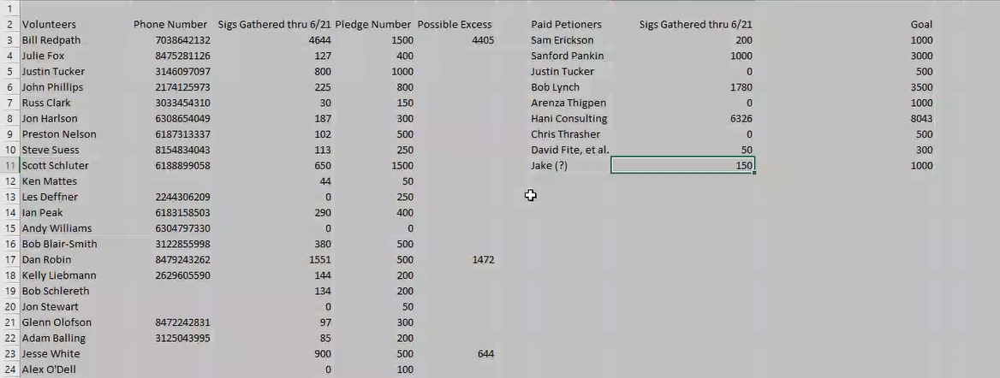 1
2 Volunteers Phone Number Sigs Gathered thru 6/21 Pledge Number Possible Excess Paid Petioners Sigs Gathered thru 6/21 Goal
3 Bill Redpath 7038642132 4644 1500 4405 Sam Erickson 200 1000
4 Julie Fox 8475281126 127 400 Sanford Pankin 1000 3000
5 Justin Tucker 3146097097 800 1000 Justin Tucker 0 500
6 John Phillips 2174125973 225 800 Bob Lynch 1780 3500
7 Russ Clark 3033454310 30 150 Arenza Thigpen 0 1000
8 Jon Harlson 6308654049 187 300 Hani Consulting 6326 8043
9 Preston Nelson 6187313337 102 500 Chris Thrasher 0 500
10 Steve Suess 8154834043 113 250 David Fite, et al. 50 300
11 Scott Schluter 6188899058 650 1500 Jake (?) 150 1000
12 Ken Mattes 44 50
13 Les Deffner 2244306209 0 250
14 Ian Peak 6183158503 290 400
15 Andy Williams 6304797330 0 0
16 Bob Blair-Smith 3122855998 380 500
17 Dan Robin 8479243262 1551 500 1472
18 Kelly Liebmann 2629605590 144 200
19 Bob Schlereth 134 200
20 Jon Stewart 0 50
21 Glenn Olofson 8472242831 97 300
22 Adam Balling 3125043995 85 200
23 Jesse White 900 500 644
24 Alex O'Dell 0 100